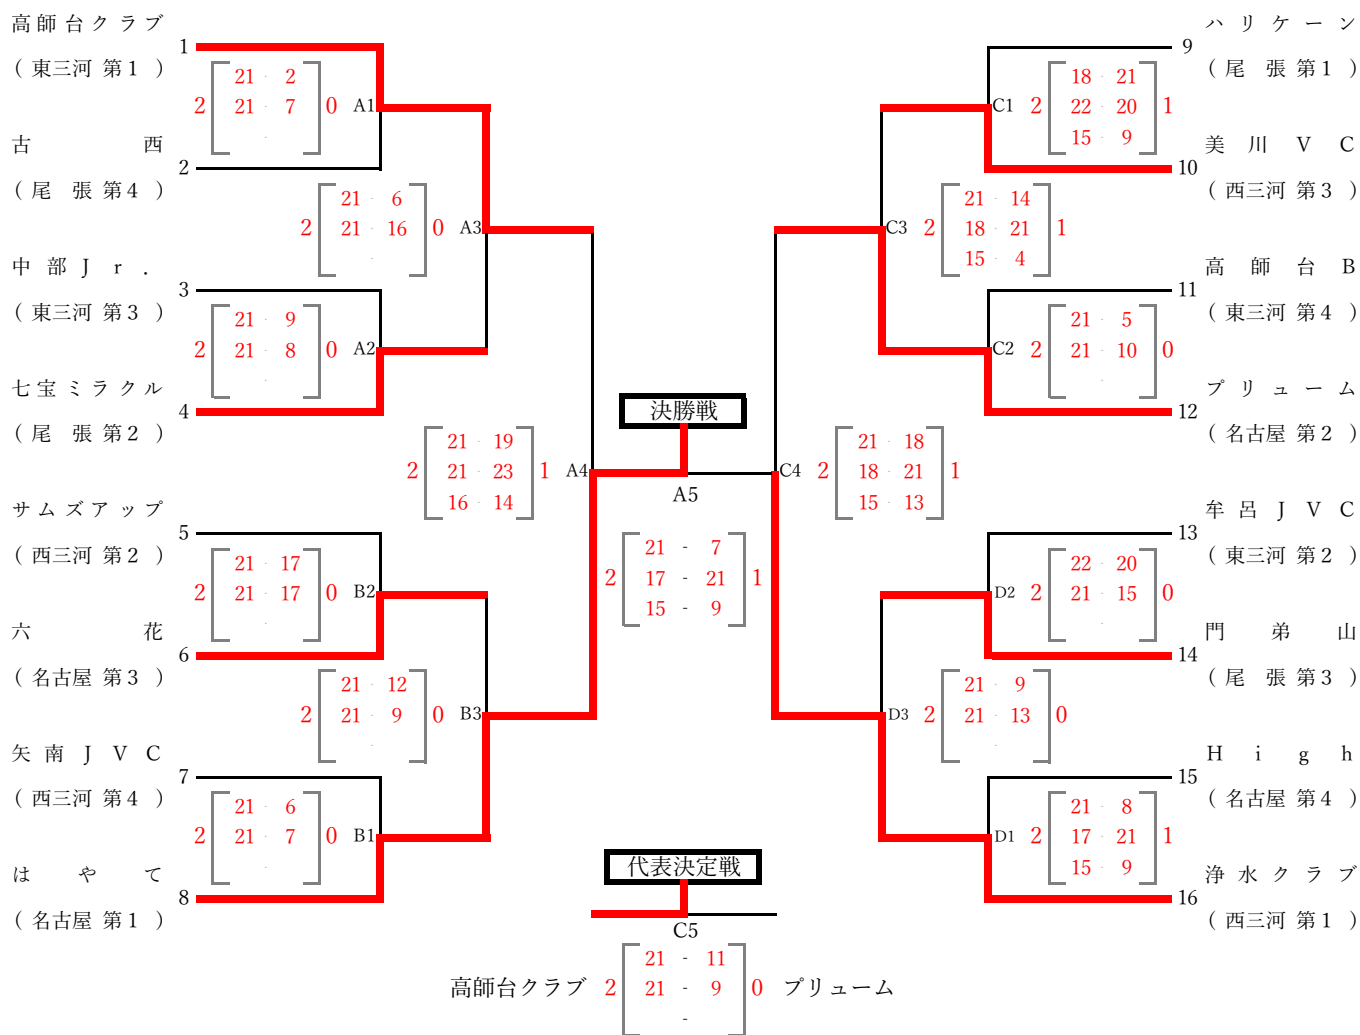 高師台クラブ
1
(東三河 第1)
21 - 2
2 21 - 7 0 A1
-
古西
2
(尾張 第4)
21 - 6
2 21 - 16 0 A3
-
中部Jr.
3
(東三河 第3)
21 - 9
2 21 - 8 0 A2
-
七宝ミラクル
4
(尾張 第2)
21 - 19
2 21 - 23 1 A4
16 - 14
サムズアップ
5
(西三河 第2)
21 - 17
2 21 - 17 0 B2
-
六花
6
(名古屋 第3)
21 - 12
2 21 - 9 0 B3
-
矢南JVC
7
(西三河 第4)
21 - 6
2 21 - 7 0 B1
-
はやて
8
(名古屋 第1)
決勝戦
A5
21 - 7
2 17 - 21 1
15 - 9
ハリケーン
9
(尾張 第1)
18 - 21
C1 2 22 - 20 1
15 - 9
美川VC
10
(西三河 第3)
21 - 14
C3 2 18 - 21 1
15 - 4
高師台B
11
(東三河 第4)
21 - 5
C2 2 21 - 10 0
-
プリューム
12
(名古屋 第2)
21 - 18
C4 2 18 - 21 1
15 - 13
牟呂JVC
13
(東三河 第2)
22 - 20
D2 2 21 - 15 0
-
門弟山
14
(尾張 第3)
21 - 9
D3 2 21 - 13 0
-
High
15
(名古屋 第4)
21 - 8
D1 2 17 - 21 1
15 - 9
浄水クラブ
16
(西三河 第1)
代表決定戦
C5
21 - 11
高師台クラブ 2 21 - 9 0 プリューム
-